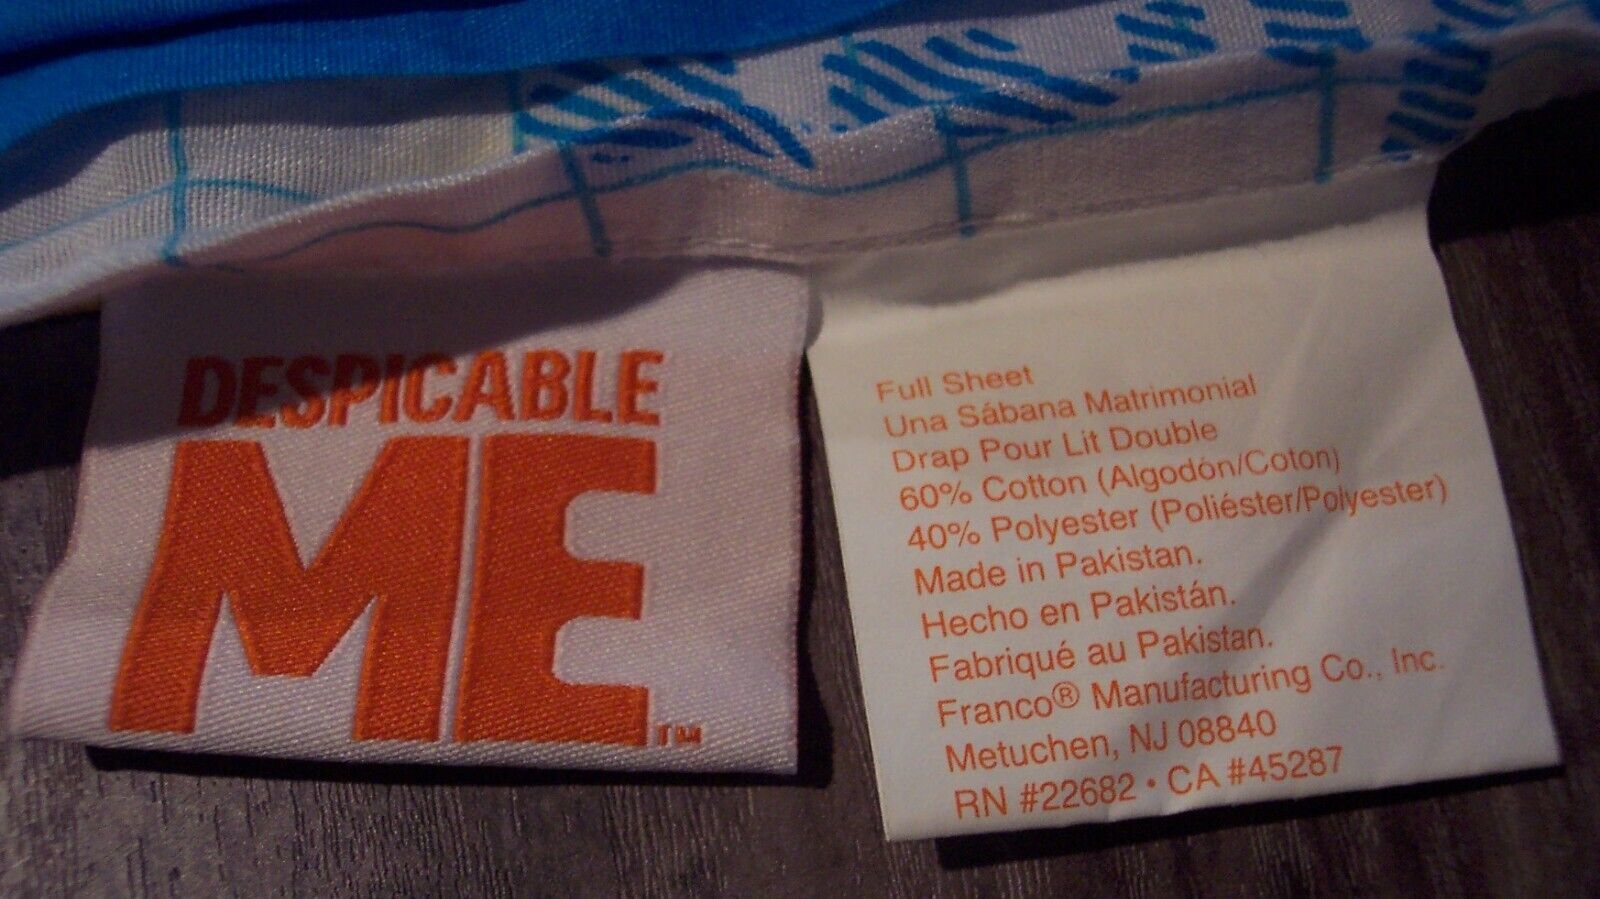 DESPICABLE
ME™
Full Sheet
Una Sábana Matrimonial
Drap Pour Lit Double
60% Cotton (Algodón/Coton)
40% Polyester (Poliéster/Polyester)
Made in Pakistan.
Hecho en Pakistán.
Fabriqué au Pakistan.
Franco® Manufacturing Co., Inc.
Metuchen, NJ 08840
RN #22682 • CA #45287